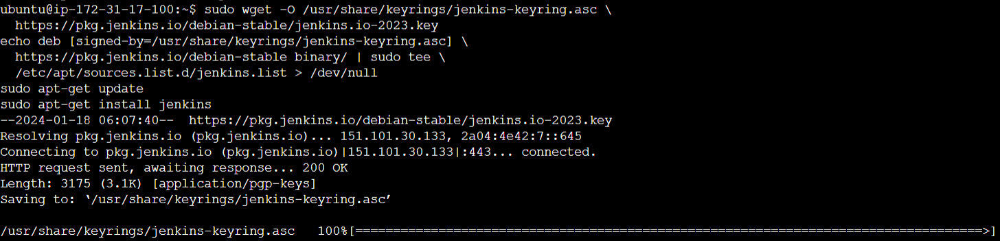 ubuntu@ip-172-31-17-100:~$ sudo wget -O /usr/share/keyrings/jenkins-keyring.asc \
  https://pkg.jenkins.io/debian-stable/jenkins.io-2023.key
echo deb [signed-by=/usr/share/keyrings/jenkins-keyring.asc] \
  https://pkg.jenkins.io/debian-stable binary/ | sudo tee \
  /etc/apt/sources.list.d/jenkins.list > /dev/null
sudo apt-get update
sudo apt-get install jenkins
--2024-01-18 06:07:40--  https://pkg.jenkins.io/debian-stable/jenkins.io-2023.key
Resolving pkg.jenkins.io (pkg.jenkins.io)... 151.101.30.133, 2a04:4e42:7::645
Connecting to pkg.jenkins.io (pkg.jenkins.io)|151.101.30.133|:443... connected.
HTTP request sent, awaiting response... 200 OK
Length: 3175 (3.1K) [application/pgp-keys]
Saving to: ‘/usr/share/keyrings/jenkins-keyring.asc’
/usr/share/keyrings/jenkins-keyring.asc   100%[===================================================================================>]